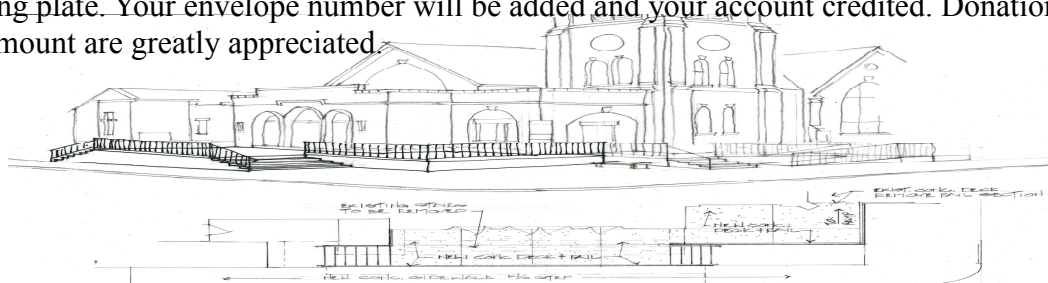 ng plate. Your envelope number will be added and your account credited. Donation
mount are greatly appreciated.
EXISTING STAIRS
TO BE REMOVED
EXIST. CONC. DECK
REMOVE RAIL SECTION
NEW CONC.
DECK & RAIL
NEW CONC DECK & RAIL
NEW CONC. SIDEWALK